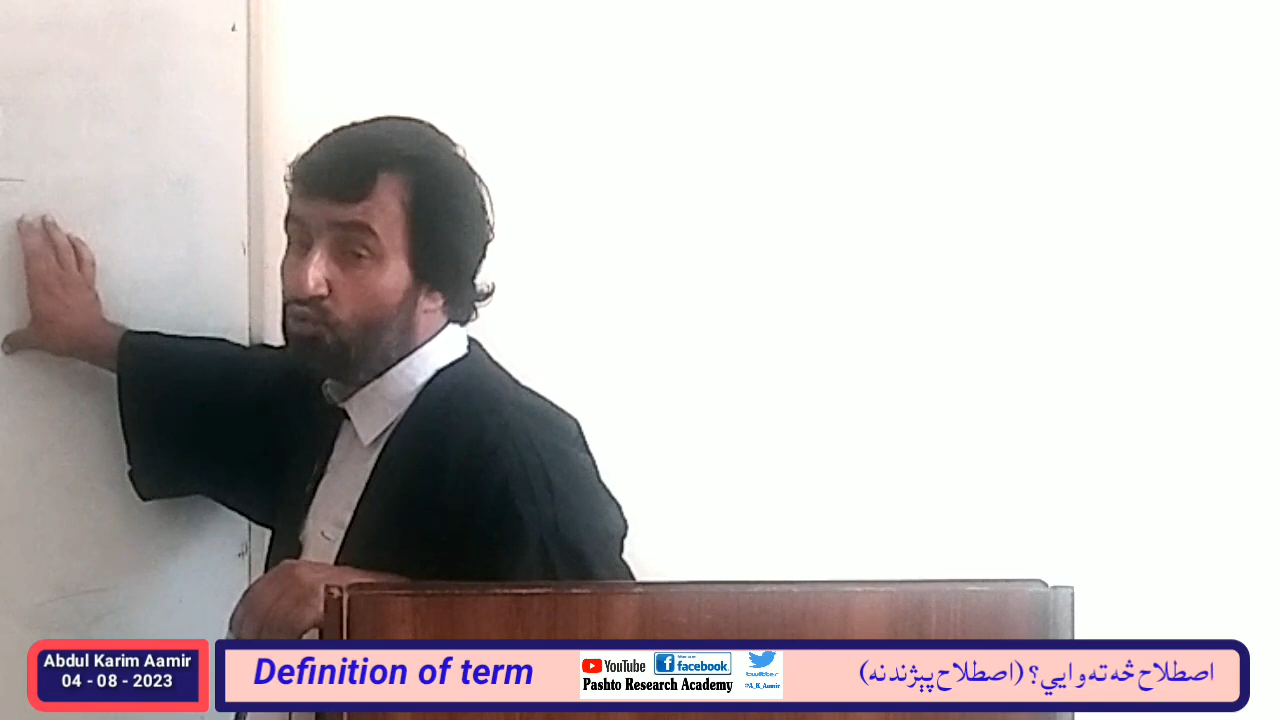 Abdul Karim Aamir
04 - 08 - 2023
Definition of term
YouTube
facebook
twitter
Pashto Research Academy
اصطلاح څه ته وايي؟ (اصطلاح پېژندنه)